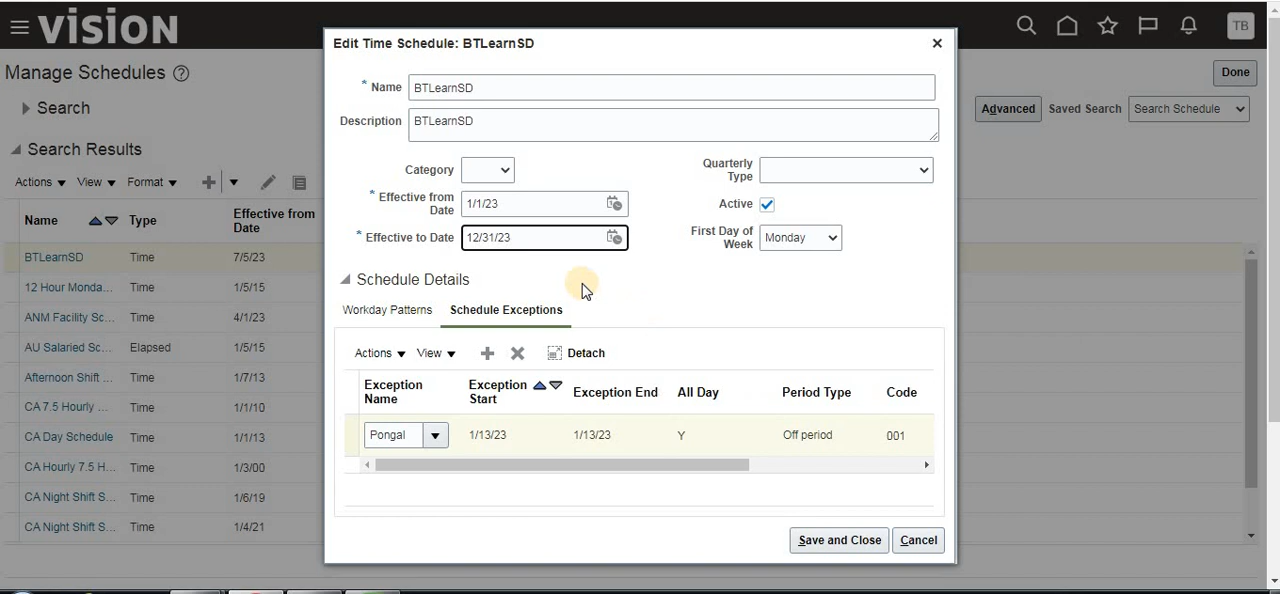 vision
TB
Manage Schedules ?
Done
Search
Advanced Saved Search Search Schedule
Search Results
Actions View Format
Name Type Effective from Date
BTLearnSD Time 7/5/23
12 Hour Monda... Time 1/5/15
ANM Facility Sc... Time 4/1/23
AU Salaried Sc... Elapsed 1/5/15
Afternoon Shift ... Time 1/7/13
CA 7.5 Hourly ... Time 1/1/10
CA Day Schedule Time 1/1/13
CA Hourly 7.5 H... Time 1/3/00
CA Night Shift S... Time 1/6/19
CA Night Shift S... Time 1/4/21
Edit Time Schedule: BTLearnSD
* Name BTLearnSD
Description BTLearnSD
Category
Quarterly Type
* Effective from Date 1/1/23
Active
* Effective to Date 12/31/23
First Day of Week Monday
Schedule Details
Workday Patterns Schedule Exceptions
Actions View Detach
Exception Name Exception Start Exception End All Day Period Type Code
Pongal 1/13/23 1/13/23 Y Off period 001
Save and Close Cancel